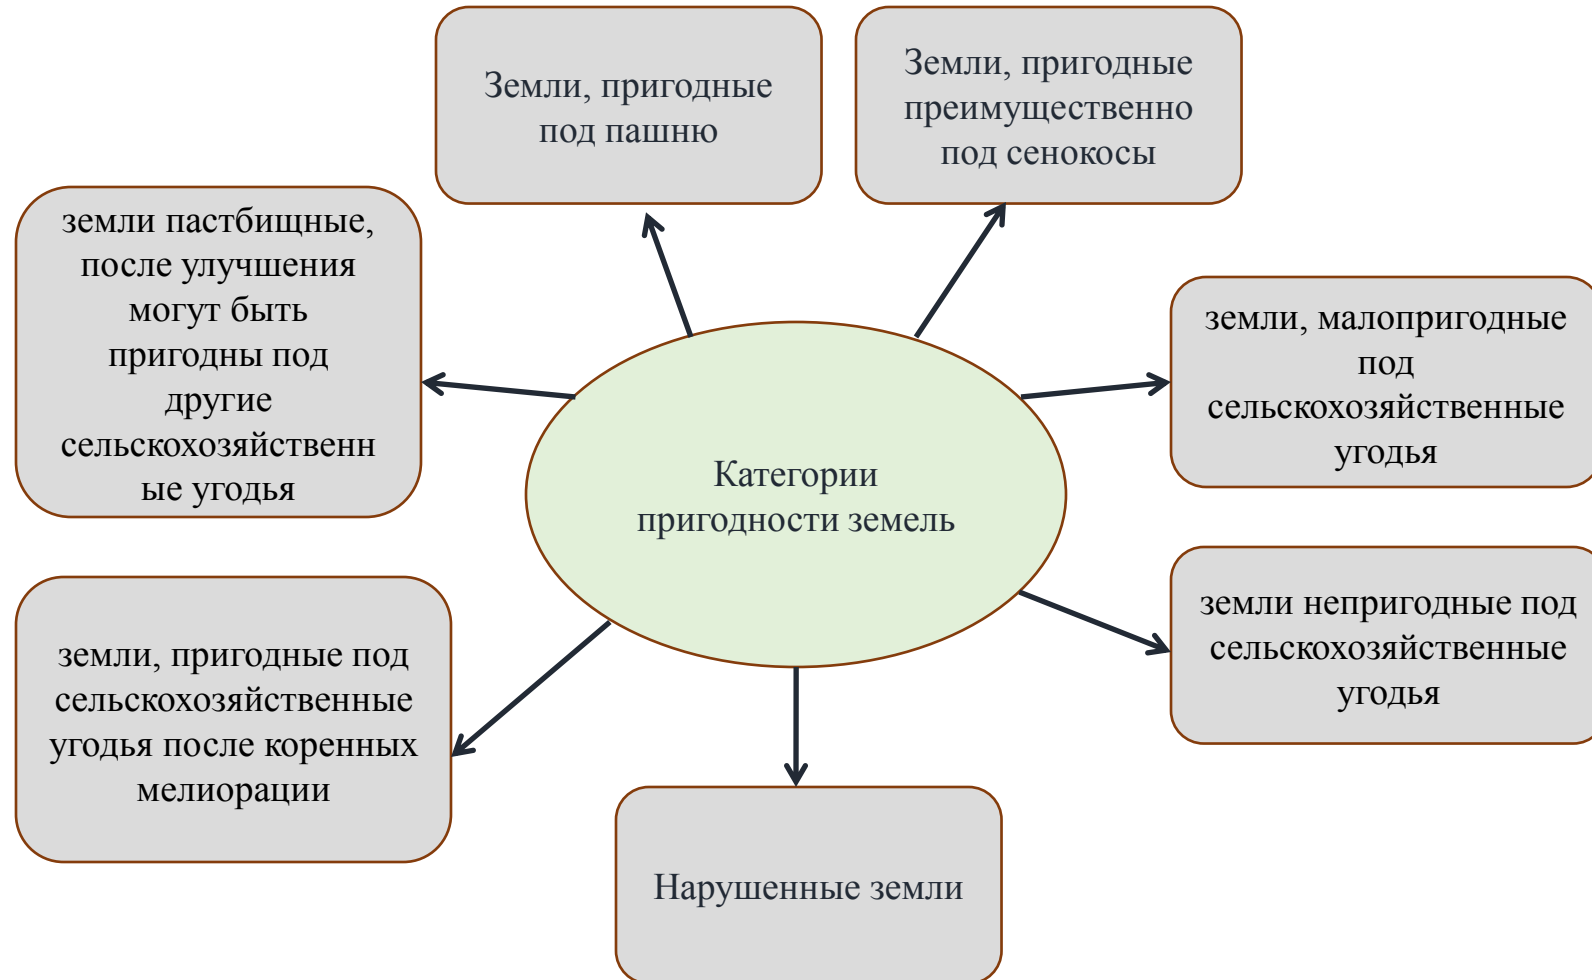 Земли, пригодные
под пашню
Земли, пригодные
преимущественно
под сенокосы
земли пастбищные,
после улучшения
могут быть
пригодны под
другие
сельскохозяйственн
ые угодья
земли, малопригодные
под
сельскохозяйственные
угодья
Категории
пригодности земель
земли непригодные под
сельскохозяйственные
угодья
земли, пригодные под
сельскохозяйственные
угодья после коренных
мелиорации
Нарушенные земли